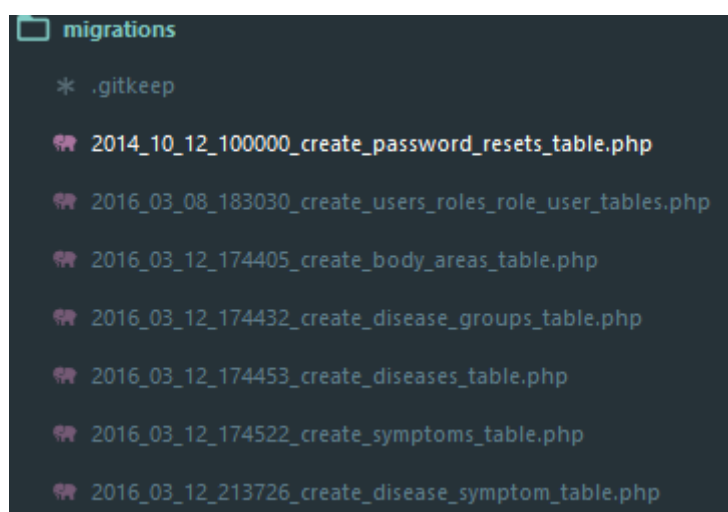 migrations
.gitkeep
2014_10_12_100000_create_password_resets_table.php
2016_03_08_183030_create_users_roles_role_user_tables.php
2016_03_12_174405_create_body_areas_table.php
2016_03_12_174432_create_disease_groups_table.php
2016_03_12_174453_create_diseases_table.php
2016_03_12_174522_create_symptoms_table.php
2016_03_12_213726_create_disease_symptom_table.php